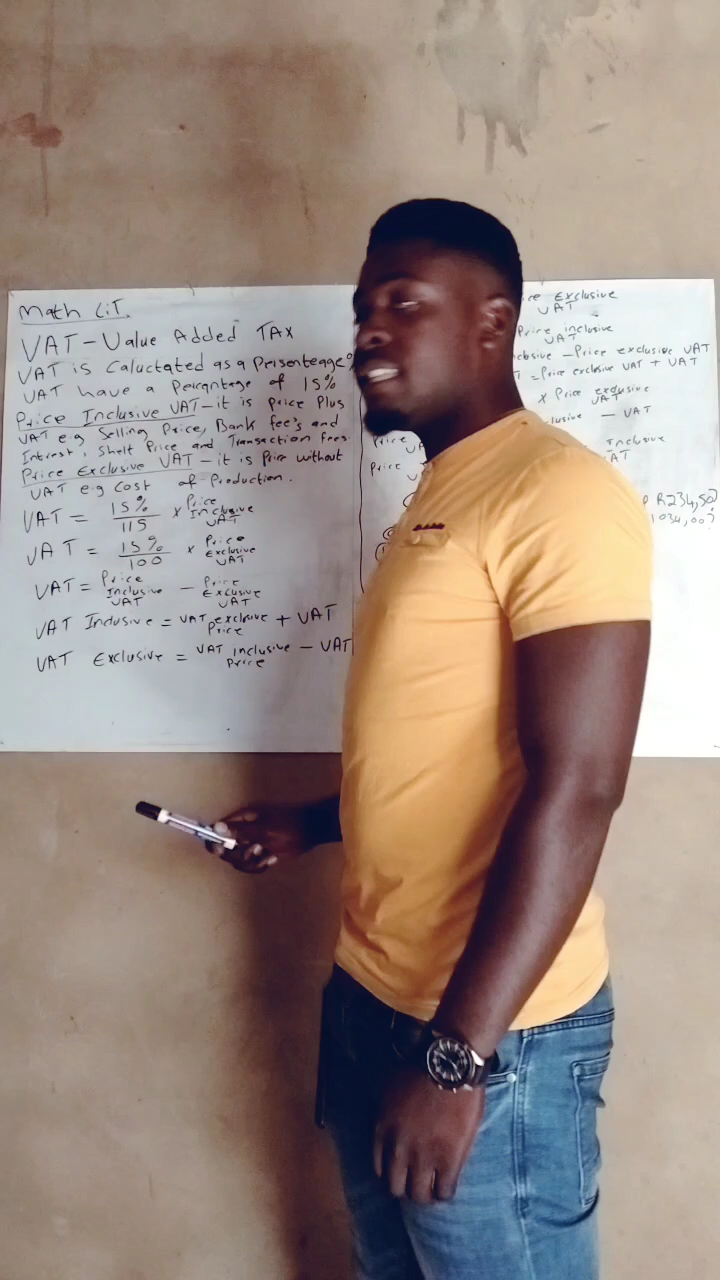 Math LiT.
VAT - Value Added TAX
VAT is Caluctated as a Persenteage
VAT have a Percentage of 15%
Price Inclusive VAT - it is Price Plus
VAT e.g Selling Price, Bank fee's and
Interest, Shelf Price and Transaction fees
Price Exclusive VAT - it is Price without
VAT e.g Cost of Production.
VAT = 15%/115 x Price Inclusive VAT
VAT = 15%/100 x Price Exclusive VAT
VAT = Price Inclusive VAT - Price Exclusive VAT
VAT Inclusive = VAT exclusive Price + VAT
VAT Exclusive = VAT inclusive Price - VAT
Exclusive
VAT
Price inclusive
VAT
- Price exclusive VAT
= Price exclusive VAT + VAT
x Price exclusive
VAT
- VAT
Inclusive
Price
Price
R234,50?